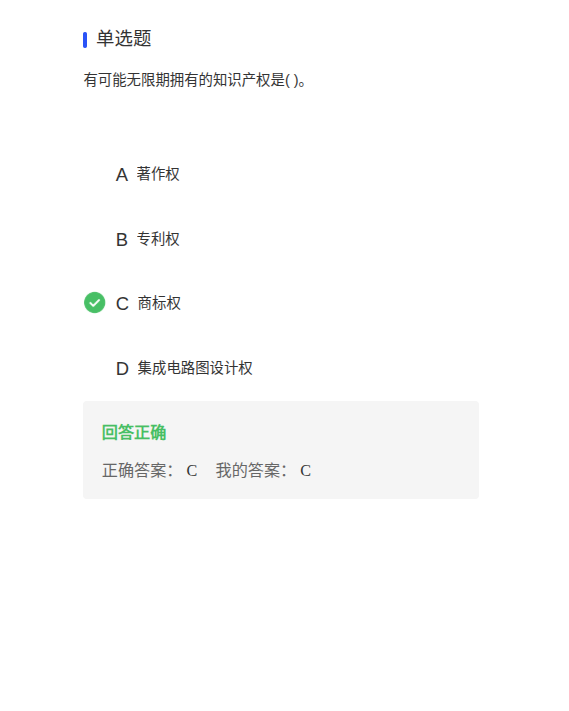 单选题
有可能无限期拥有的知识产权是( )。
A 著作权
B 专利权
C 商标权
D 集成电路图设计权
回答正确
正确答案： C 我的答案： C